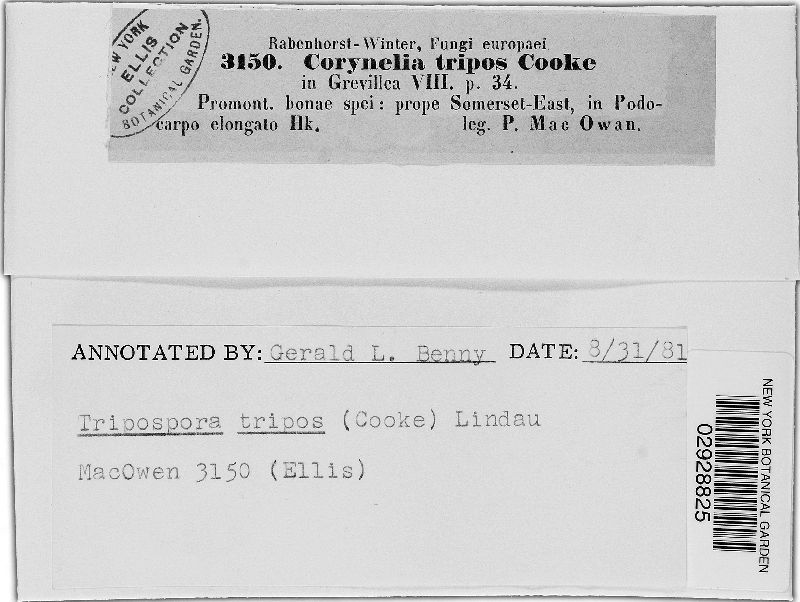 NEW YORK
ELLIS
COLLECTION
BOTANICAL GARDEN.
Rabenhorst-Winter, Fungi europaei
3150. Corynelia tripos Cooke
in Grevillea VIII. p. 34.
Promont. bonae spei: prope Somerset-East, in Podo-
carpo elongato Hk. leg. P. Mac Owan.
ANNOTATED BY: Gerald L. Benny DATE: 8/31/81
Tripospora tripos (Cooke) Lindau
MacOwen 3150 (Ellis)
NEW YORK BOTANICAL GARDEN
02928825